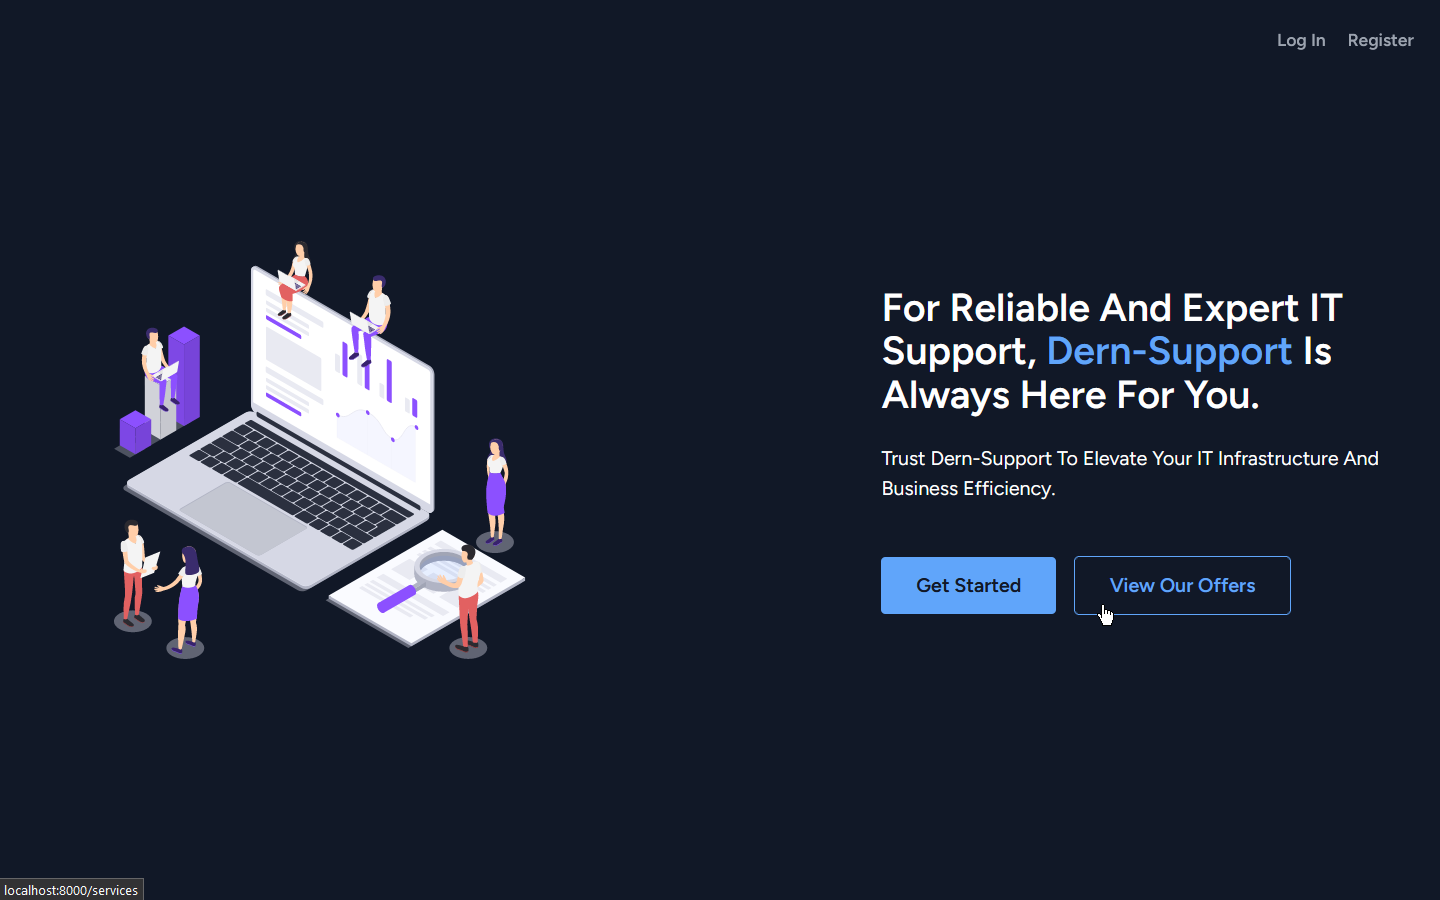 Log In Register
For Reliable And Expert IT
Support, Dern-Support Is
Always Here For You.
Trust Dern-Support To Elevate Your IT Infrastructure And
Business Efficiency.
Get Started View Our Offers
localhost:8000/services